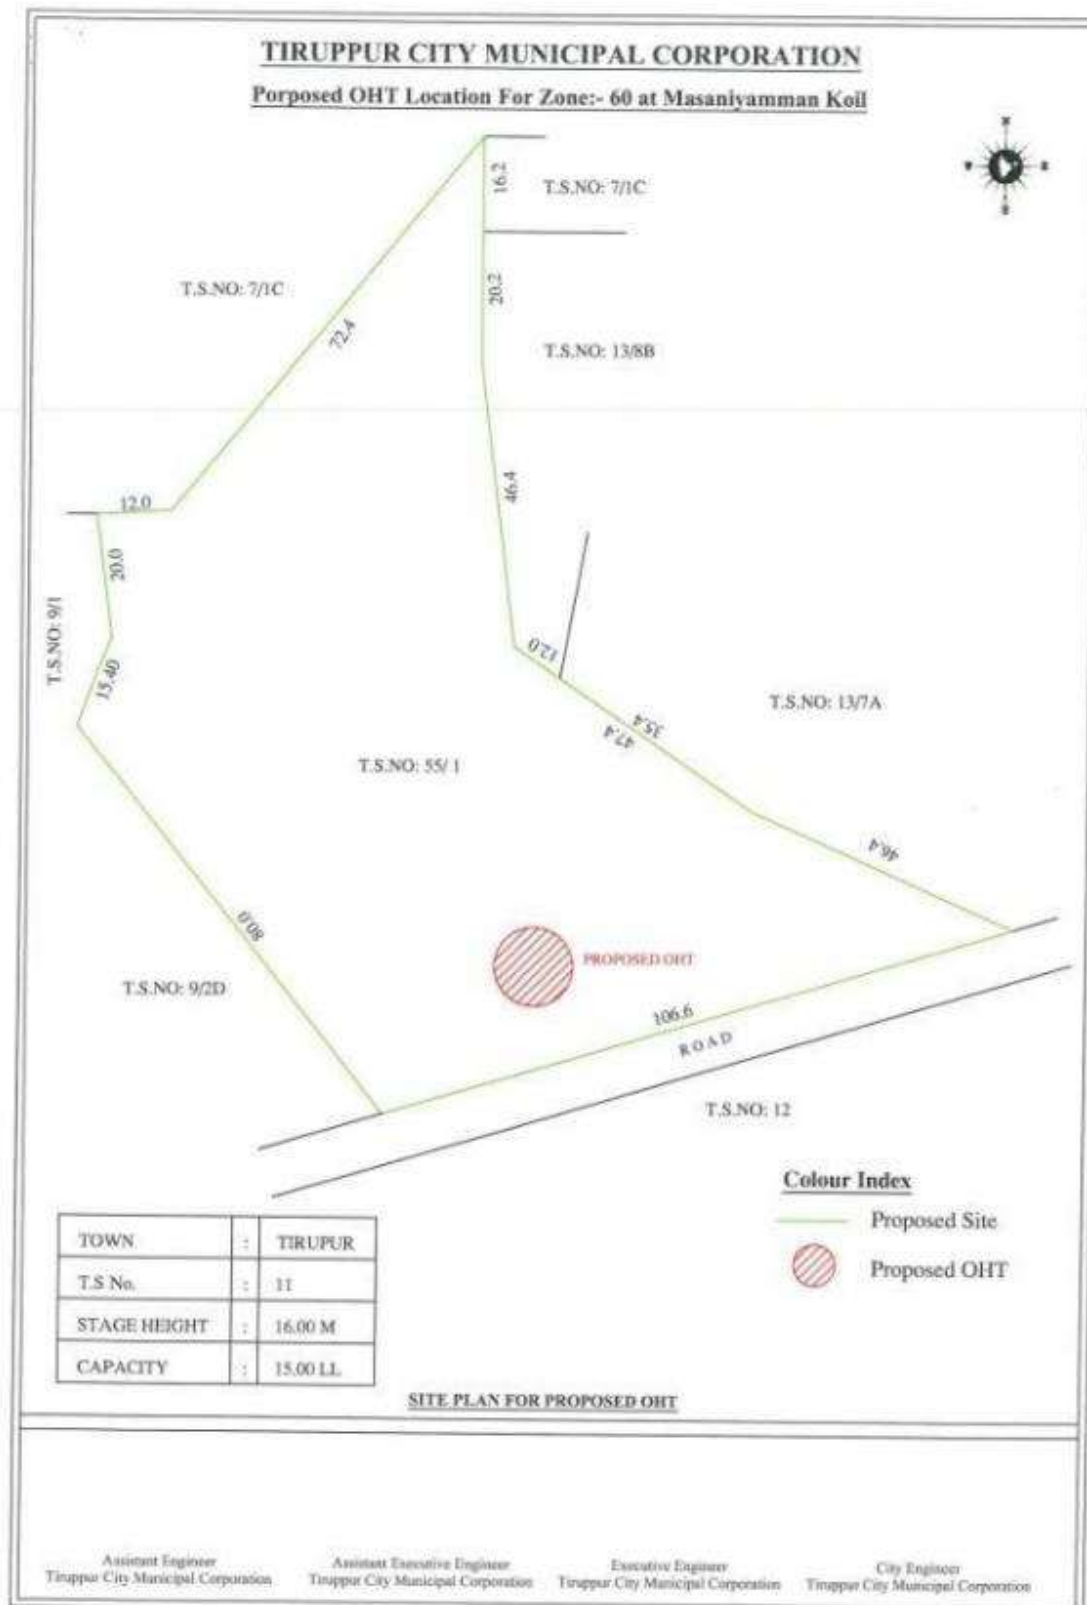 TIRUPPUR CITY MUNICIPAL CORPORATION
Porposed OHT Location For Zone:- 60 at Masaniyamman Koil
16.2
T.S.NO: 7/1C
T.S.NO: 7/1C
20.2
72.4
T.S.NO: 13/8B
46.4
12.0
20.0
T.S.NO: 9/1
15.40
12.0
T.S.NO: 13/7A
35.4
47.4
T.S.NO: 55/ 1
46.4
80.0
PROPOSED OHT
T.S.NO: 9/2D
106.6
ROAD
T.S.NO: 12
Colour Index
Proposed Site
Proposed OHT
TOWN : TIRUPUR
T.S No. : 11
STAGE HEIGHT : 16.00 M
CAPACITY : 15.00 LL
SITE PLAN FOR PROPOSED OHT
Assistant Engineer
Tiruppur City Municipal Corporation
Assistant Executive Engineer
Tiruppur City Municipal Corporation
Executive Engineer
Tiruppur City Municipal Corporation
City Engineer
Tiruppur City Municipal Corporation